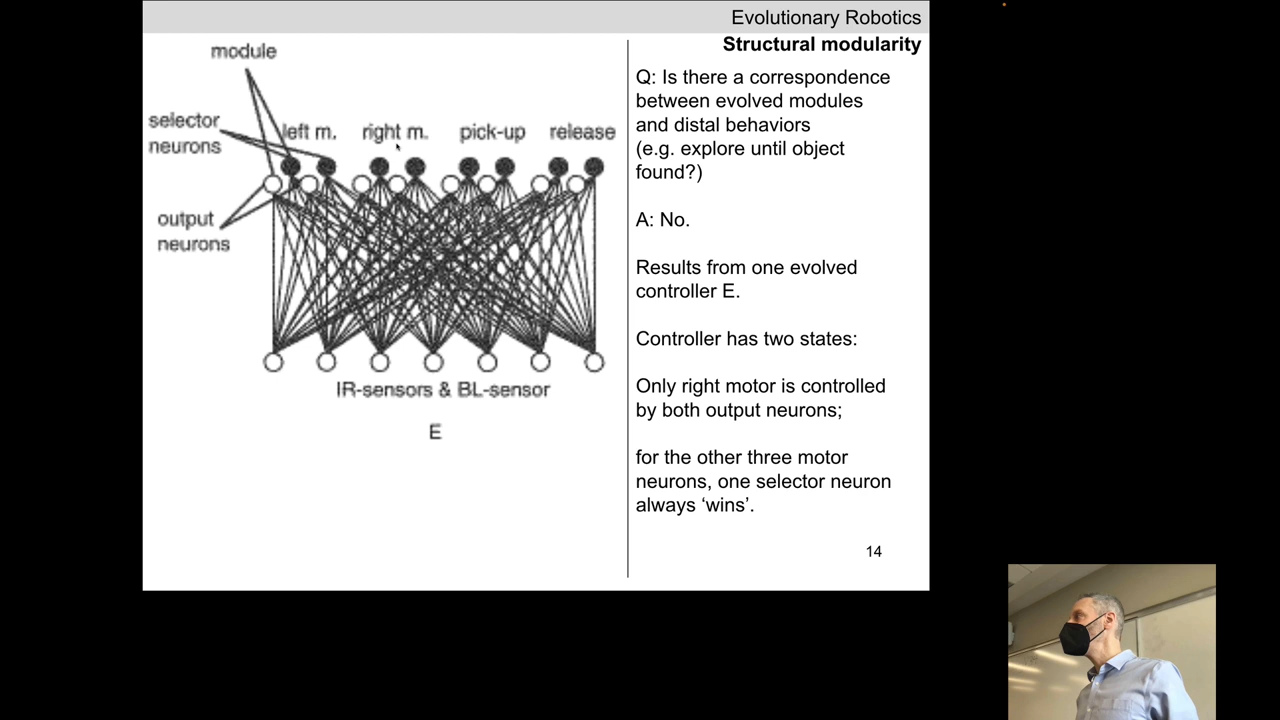 Evolutionary Robotics
Structural modularity
module
selector
neurons
left m.
right m.
pick-up
release
output
neurons
IR-sensors & BL-sensor
E
Q: Is there a correspondence
between evolved modules
and distal behaviors
(e.g. explore until object
found?)
A: No.
Results from one evolved
controller E.
Controller has two states:
Only right motor is controlled
by both output neurons;
for the other three motor
neurons, one selector neuron
always ‘wins’.
14